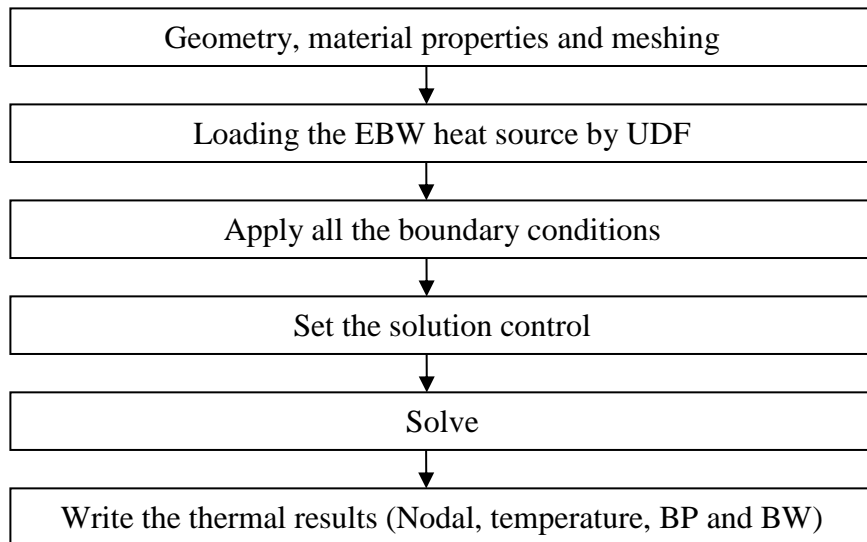 Geometry, material properties and meshing
Loading the EBW heat source by UDF
Apply all the boundary conditions
Set the solution control
Solve
Write the thermal results (Nodal, temperature, BP and BW)